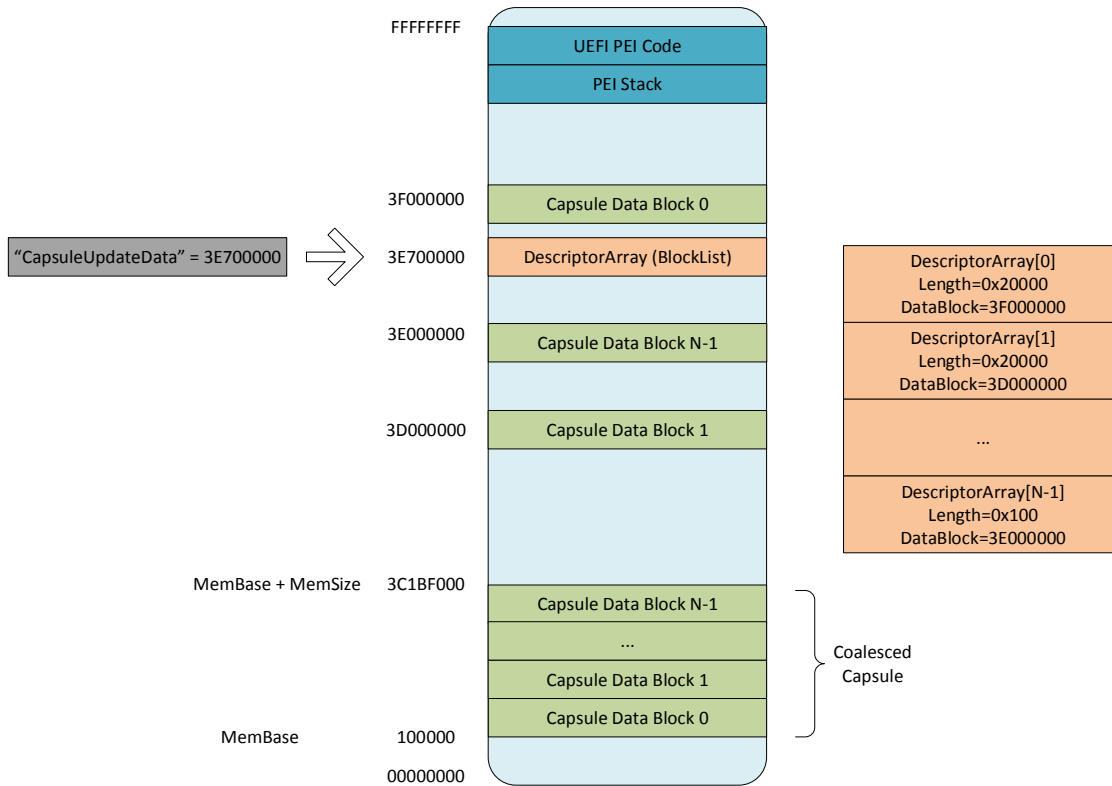 FFFFFFFF
UEFI PEI Code
PEI Stack
3F000000
Capsule Data Block 0
“CapsuleUpdateData” = 3E700000
3E700000
DescriptorArray (BlockList)
3E000000
Capsule Data Block N-1
3D000000
Capsule Data Block 1
DescriptorArray[0]
Length=0x20000
DataBlock=3F000000
DescriptorArray[1]
Length=0x20000
DataBlock=3D000000
...
DescriptorArray[N-1]
Length=0x100
DataBlock=3E000000
MemBase + MemSize 3C1BF000
Capsule Data Block N-1
...
Capsule Data Block 1
Capsule Data Block 0
Coalesced
Capsule
MemBase 100000
00000000